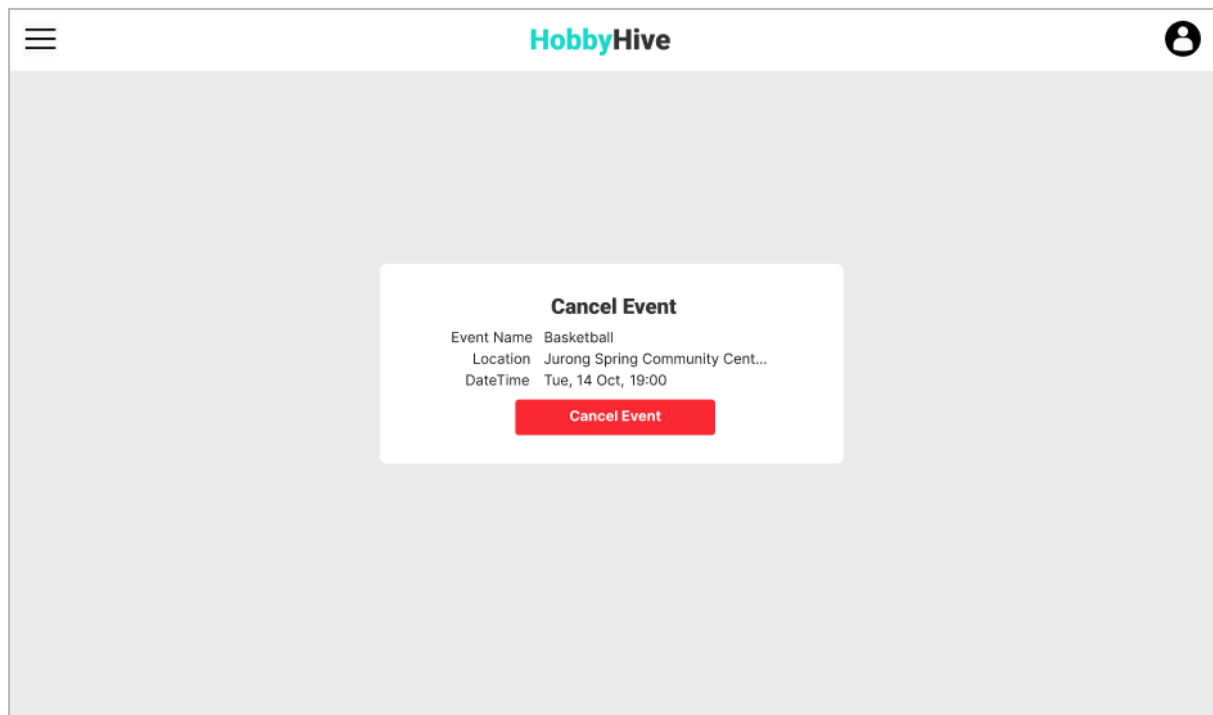 HobbyHive
Cancel Event
Event Name Basketball
Location Jurong Spring Community Cent...
DateTime Tue, 14 Oct, 19:00
Cancel Event